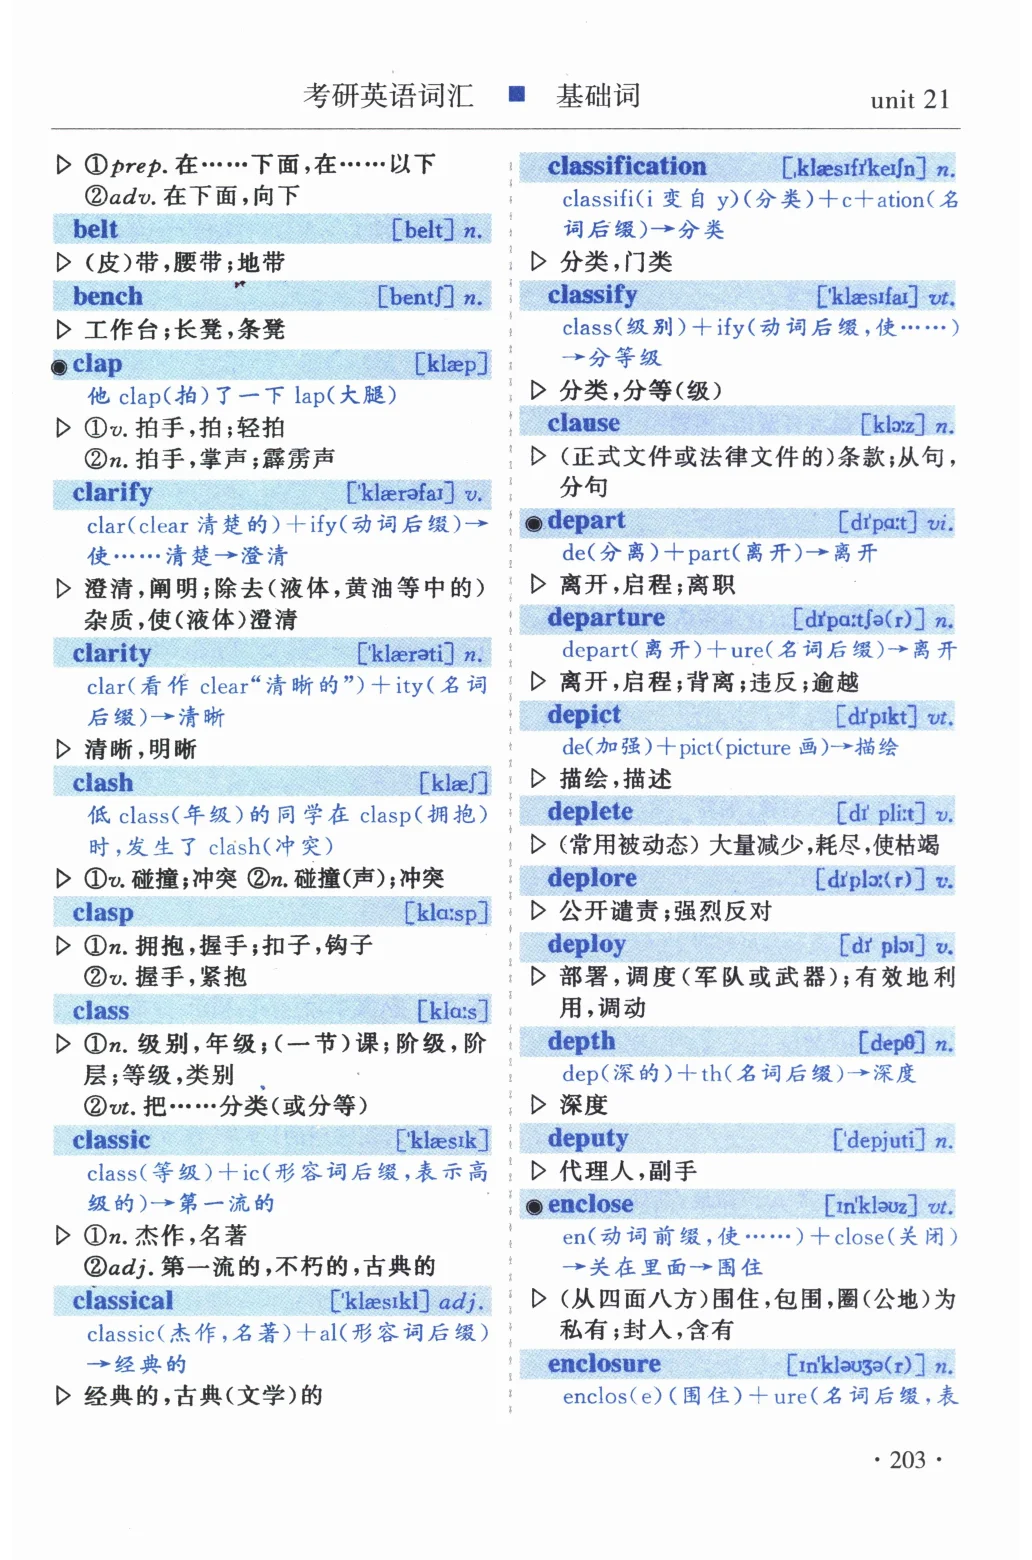 考研英语词汇 ■ 基础词 unit 21
▷ ①prep.在……下面,在……以下
②adv.在下面,向下
belt [belt] n.
▷ (皮)带,腰带;地带
bench [bentʃ] n.
▷ 工作台;长凳,条凳
◉clap [klæp]
他 clap(拍)了一下 lap(大腿)
▷ ①v.拍手,拍;轻拍
②n.拍手,掌声;霹雳声
clarify [ˈklærəfaɪ] v.
clar(clear 清楚的)+ify(动词后缀)→
使……清楚→澄清
▷ 澄清,阐明;除去(液体,黄油等中的)
杂质,使(液体)澄清
clarity [ˈklærəti] n.
clar(看作 clear“清晰的”)+ity(名词
后缀)→清晰
▷ 清晰,明晰
clash [klæʃ]
低 class(年级)的同学在 clasp(拥抱)
时,发生了 clash(冲突)
▷ ①v.碰撞;冲突 ②n.碰撞(声);冲突
clasp [klɑːsp]
▷ ①n.拥抱,握手;扣子,钩子
②v.握手,紧抱
class [klɑːs]
▷ ①n.级别,年级;(一节)课;阶级,阶
层;等级,类别
②vt.把……分类(或分等)
classic [ˈklæsɪk]
class(等级)+ic(形容词后缀,表示高
级的)→第一流的
▷ ①n.杰作,名著
②adj.第一流的,不朽的,古典的
classical [ˈklæsɪkl] adj.
classic(杰作,名著)+al(形容词后缀)
→经典的
▷ 经典的,古典(文学)的
classification [ˌklæsɪfɪˈkeɪʃn] n.
classifi(i 变自 y)(分类)+c+ation(名
词后缀)→分类
▷ 分类,门类
classify [ˈklæsɪfaɪ] vt.
class(级别)+ify(动词后缀,使……)
→分等级
▷ 分类,分等(级)
clause [klɔːz] n.
▷ (正式文件或法律文件的)条款;从句,
分句
◉depart [dɪˈpɑːt] vi.
de(分离)+part(离开)→离开
▷ 离开,启程;离职
departure [dɪˈpɑːtʃə(r)] n.
depart(离开)+ure(名词后缀)→离开
▷ 离开,启程;背离;违反;逾越
depict [dɪˈpɪkt] vt.
de(加强)+pict(picture 画)→描绘
▷ 描绘,描述
deplete [dɪˈpliːt] v.
▷ (常用被动态) 大量减少,耗尽,使枯竭
deplore [dɪˈplɔː(r)] v.
▷ 公开谴责;强烈反对
deploy [dɪˈplɔɪ] v.
▷ 部署,调度(军队或武器);有效地利
用,调动
depth [depθ] n.
dep(深的)+th(名词后缀)→深度
▷ 深度
deputy [ˈdepjuti] n.
▷ 代理人,副手
◉enclose [ɪnˈkləʊz] vt.
en(动词前缀,使……)+close(关闭)
→关在里面→围住
▷ (从四面八方)围住,包围,圈(公地)为
私有;封入,含有
enclosure [ɪnˈkləʊʒə(r)] n.
enclos(e)(围住)+ure(名词后缀,表
·203·